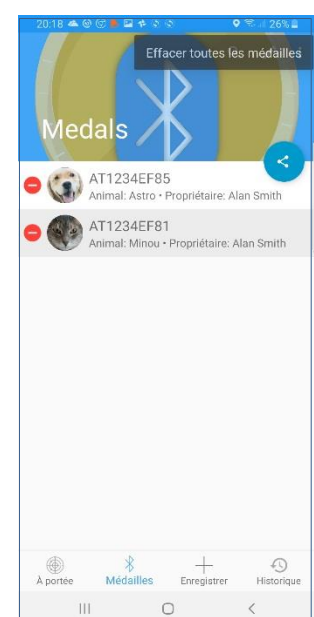 20:18 26%
Effacer toutes les médailles
Medals
AT1234EF85
Animal: Astro • Propriétaire: Alan Smith
AT1234EF81
Animal: Minou • Propriétaire: Alan Smith
À portée Médailles Enregistrer Historique